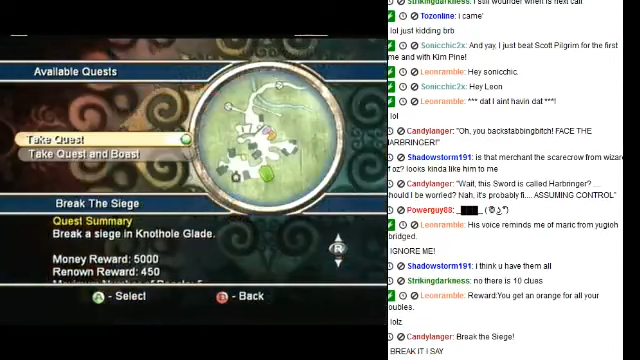 Available Quests
Take Quest
Take Quest and Boast
Break The Siege
Quest Summary
Break a siege in Knothole Glade.
Money Reward: 5000
Renown Reward: 450
R
A - Select
B - Back
Strikingdarkness: I still wounder when is next call
Tozonline: i came'
lol just kidding brb
Sonicchic2x: And yay, I just beat Scott Pilgrim for the first
me and with Kim Pine!
Leonramble: Hey sonicchic.
Sonicchic2x: Hey Leon
Leonramble: *** dat I aint havin dat ***!
lol
Candylanger: "Oh, you backstabbingbitch! FACE THE
HARBRINGER!"
Shadowstorm191: is that merchant the scarecrow from wizar
f oz? looks kinda like him to me
Candylanger: "Wait, this Sword is called Harbringer? ....
hould I be worried? Nah, it's probably fi.... ASSUMING CONTROL"
Powerguy88:
Leonramble: His voice reminds me of maric from yugioh
bridged.
IGNORE ME!
Shadowstorm191: i think u have them all
Strikingdarkness: no there is 10 clues
Leonramble: Reward:You get an orange for all your
oubles.
lolz
Candylanger: Break the Siege!
BREAK IT I SAY